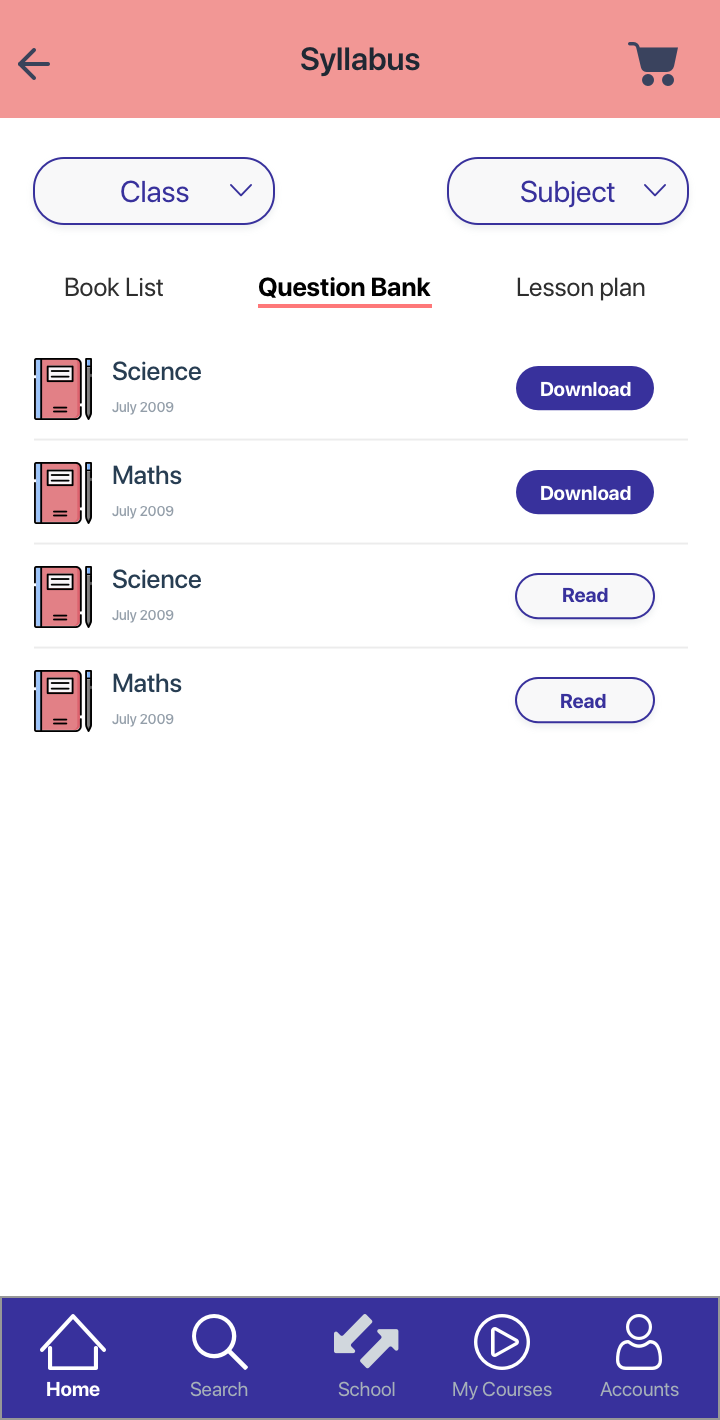 Syllabus
Class
Subject
Book List
Question Bank
Lesson plan
Science
July 2009
Download
Maths
July 2009
Download
Science
July 2009
Read
Maths
July 2009
Read
Home
Search
School
My Courses
Accounts